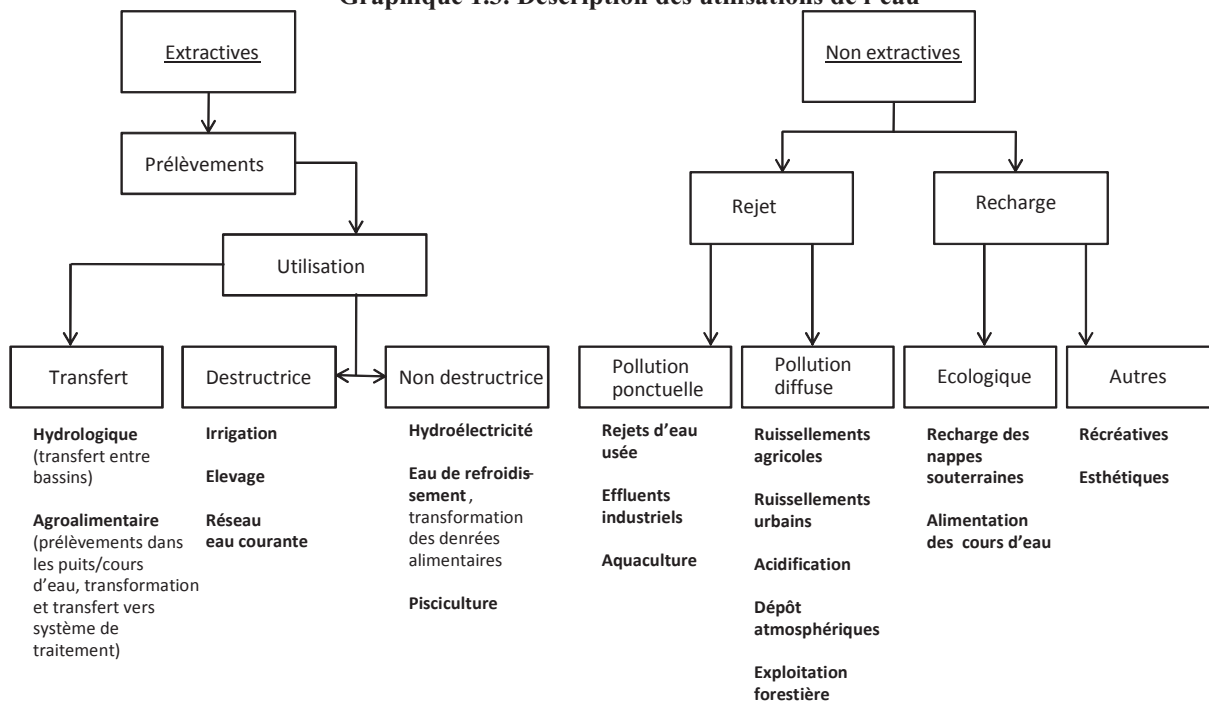 Graphique 1.3. Description des utilisations de l'eau
Extractives
Non extractives
Prélèvements
Rejet
Recharge
Utilisation
Transfert
Destructrice
Non destructrice
Pollution
ponctuelle
Pollution
diffuse
Ecologique
Autres
Hydrologique
(transfert entre
bassins)
Agroalimentaire
(prélèvements dans
les puits/cours
d'eau, transformation
et transfert vers
système de
traitement)
Irrigation
Elevage
Réseau
eau courante
Hydroélectricité
Eau de refroidis-
sement ,
transformation
des denrées
alimentaires
Pisciculture
Rejets d'eau
usée
Effluents
industriels
Aquaculture
Ruissellements
agricoles
Ruissellements
urbains
Acidification
Dépôt
atmosphériques
Exploitation
forestière
Recharge des
nappes
souterraines
Alimentation
des cours d'eau
Récréatives
Esthétiques